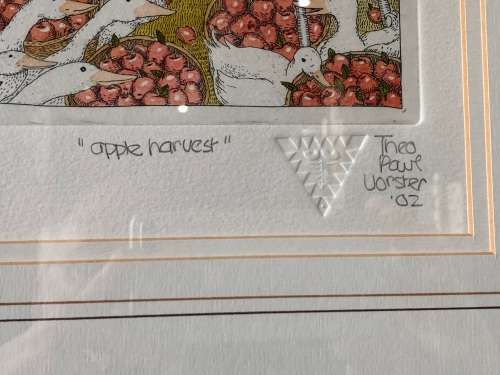 "apple harvest"
Theo
Paul
Vorster
'02